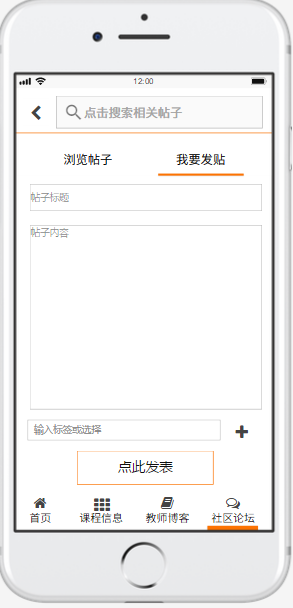 12:00
点击搜索相关帖子
浏览帖子 我要发贴
帖子标题
帖子内容
输入标签或选择
点此发表
首页 课程信息 教师博客 社区论坛